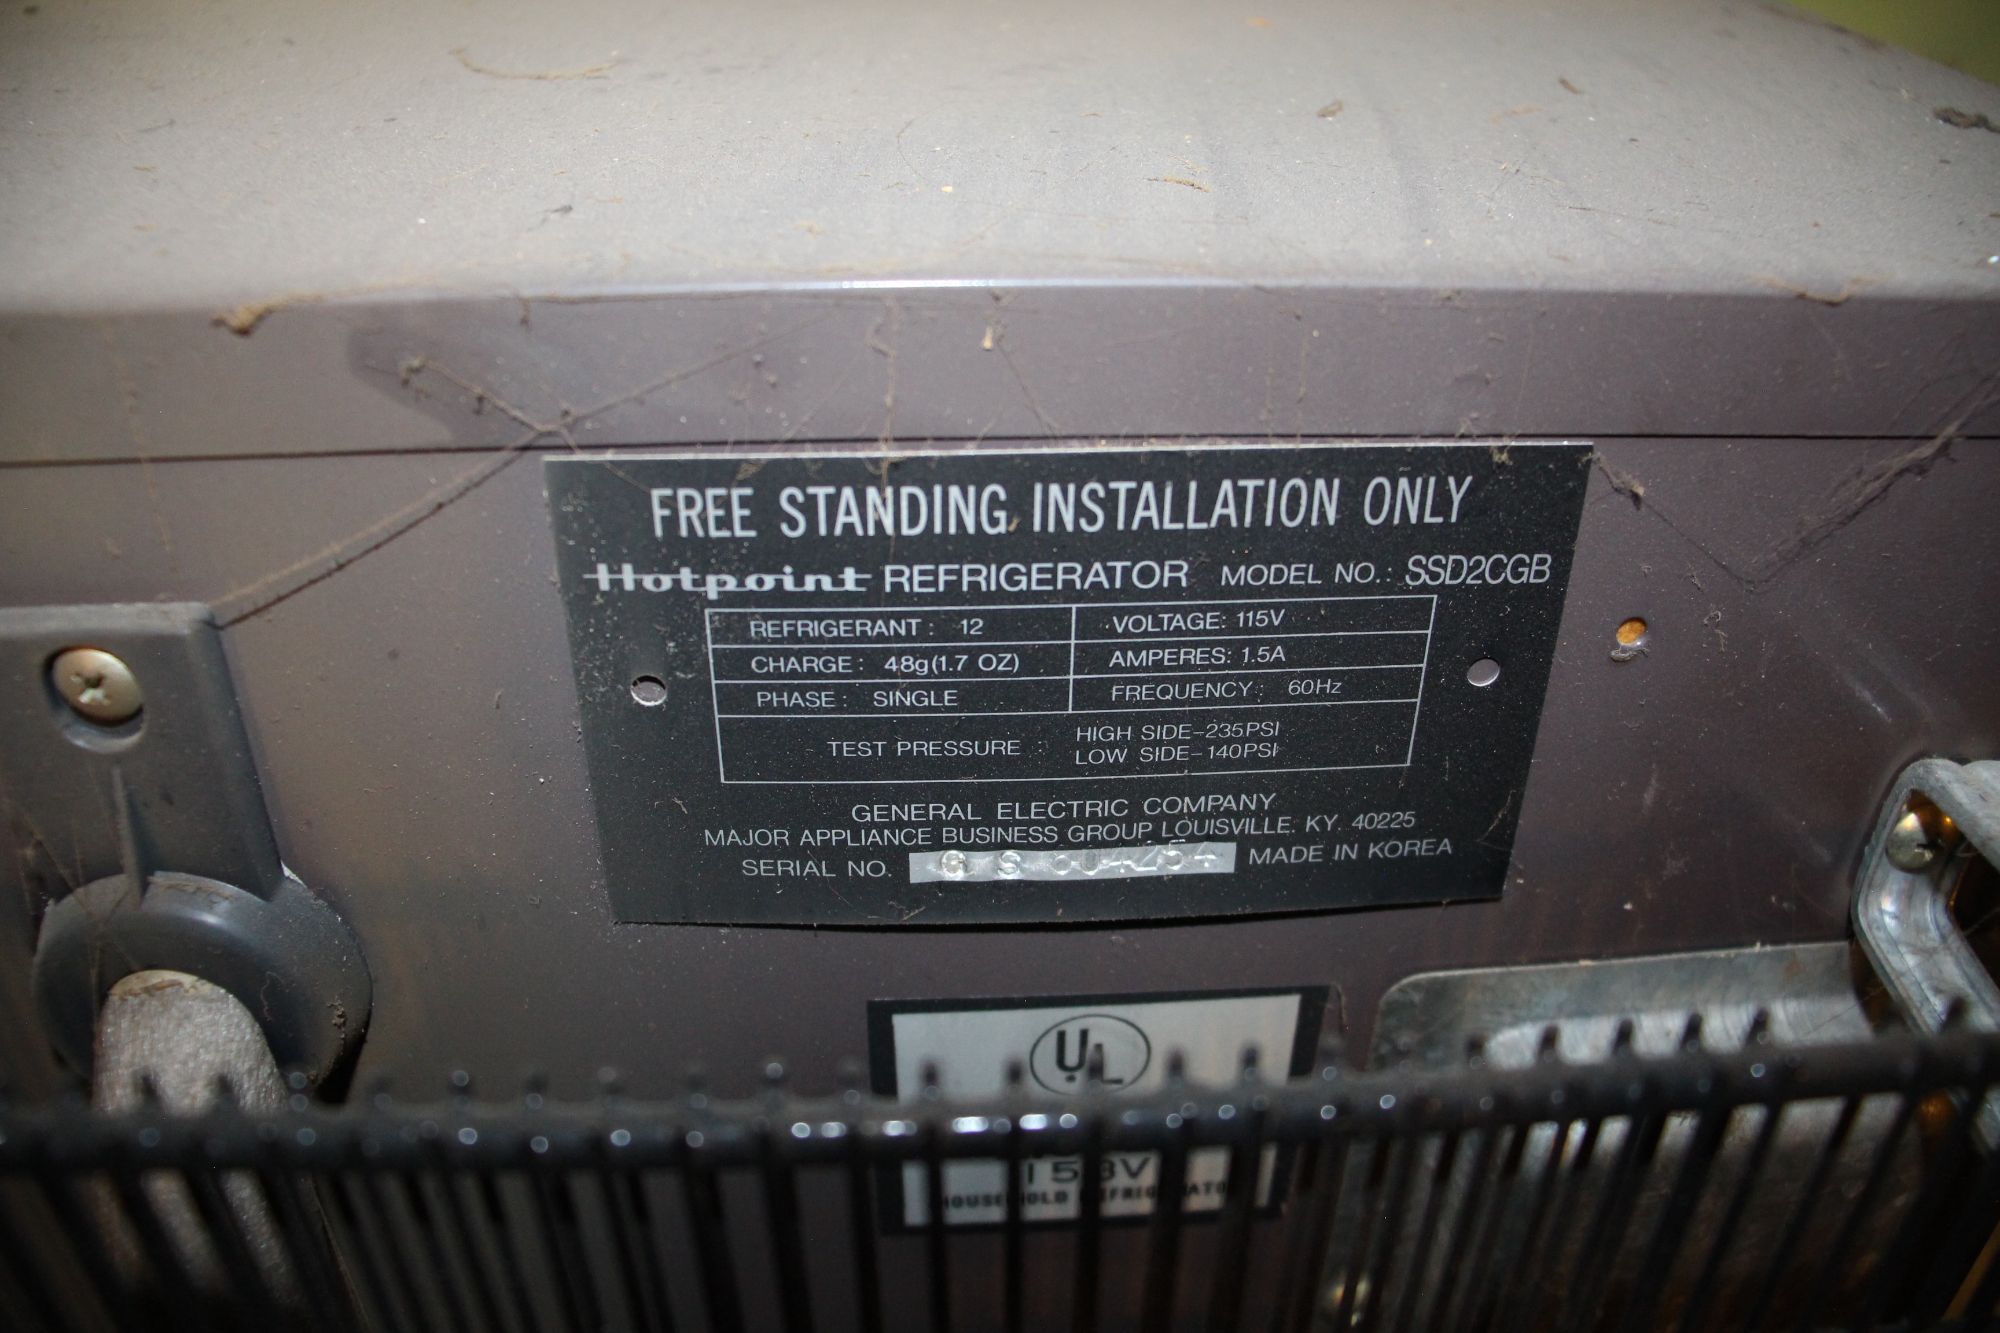 FREE STANDING INSTALLATION ONLY
Hotpoint REFRIGERATOR MODEL NO.: SSD2CGB
REFRIGERANT: 12 VOLTAGE: 115V
CHARGE: 48g(1.7 OZ) AMPERES: 1.5A
PHASE: SINGLE FREQUENCY: 60Hz
TEST PRESSURE HIGH SIDE-235PSI
LOW SIDE-140PSI
GENERAL ELECTRIC COMPANY
MAJOR APPLIANCE BUSINESS GROUP LOUISVILLE. KY. 40225
SERIAL NO. MADE IN KOREA
UL
HOUSEHOLD REFRIGERATOR